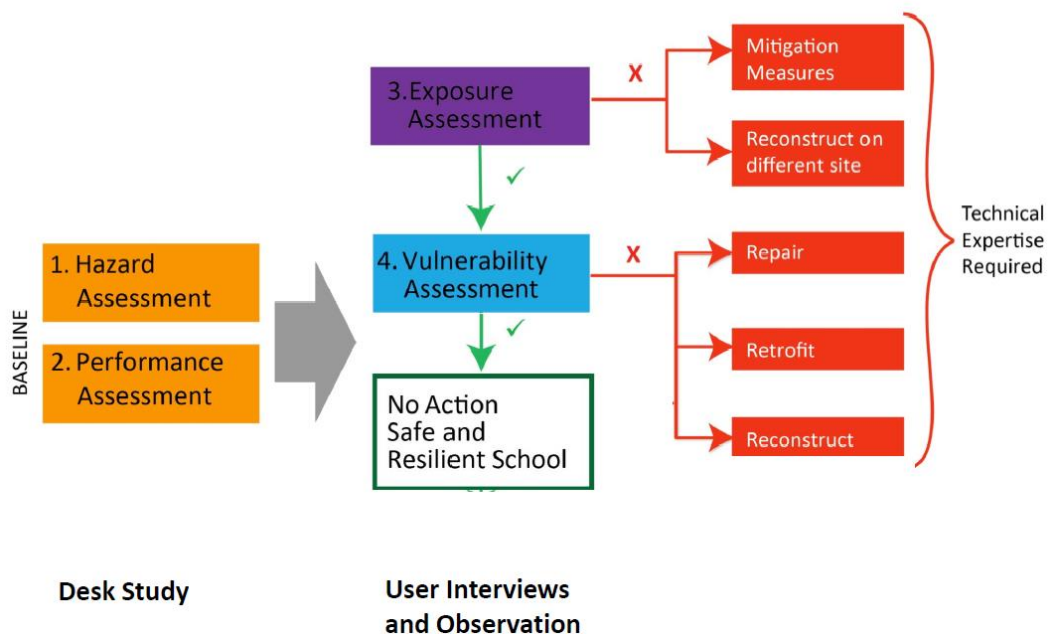 BASELINE
1. Hazard
Assessment
2. Performance
Assessment
3. Exposure
Assessment
X
✓
4. Vulnerability
Assessment
X
✓
No Action
Safe and
Resilient School
Mitigation
Measures
Reconstruct on
different site
Repair
Retrofit
Reconstruct
Technical
Expertise
Required
Desk Study
User Interviews
and Observation